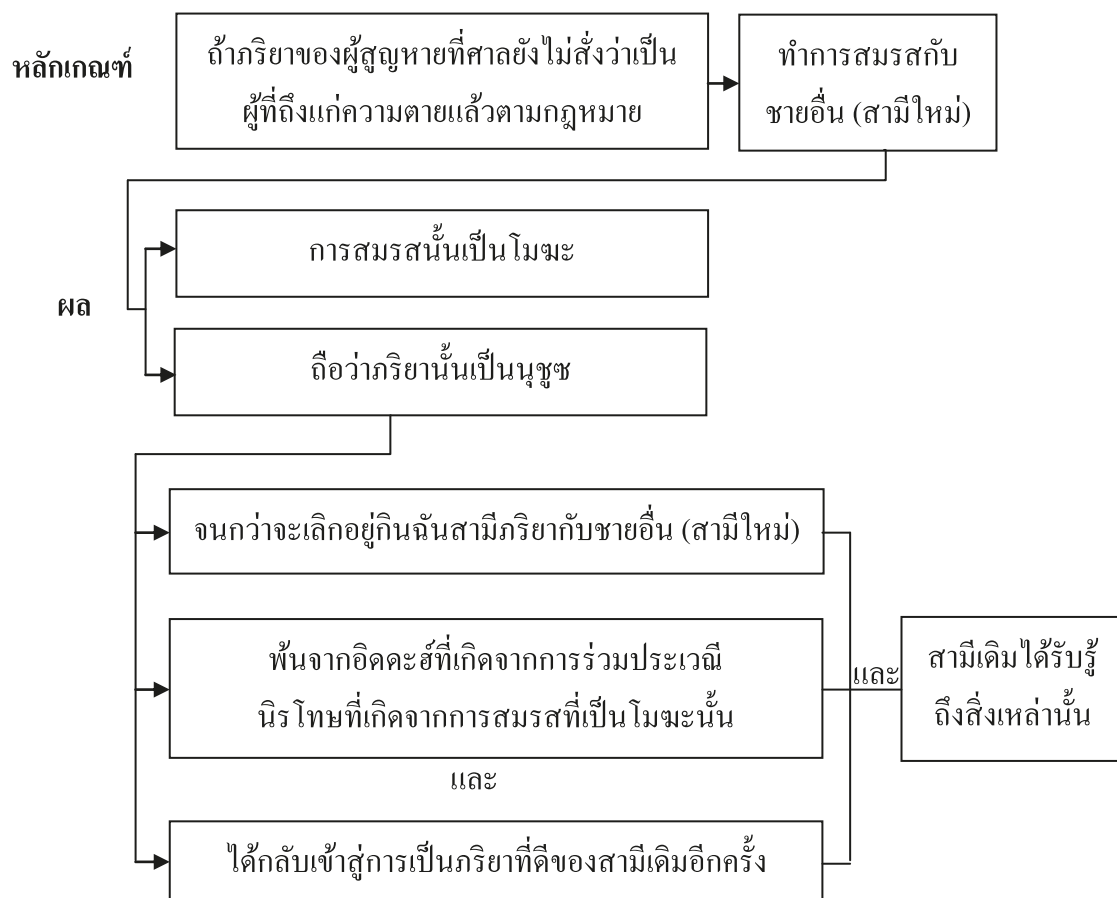 หลักเกณฑ์
ถ้าภริยาของผู้สูญหายที่ศาลยังไม่สั่งว่าเป็น
ผู้ที่ถึงแก่ความตายแล้วตามกฎหมาย
ทำการสมรสกับ
ชายอื่น (สามีใหม่)
ผล
การสมรสนั้นเป็นโมฆะ
ถือว่าภริยานั้นเป็นนุชูซ
จนกว่าจะเลิกอยู่กินฉันสามีภริยากับชายอื่น (สามีใหม่)
พ้นจากอิดดะฮ์ที่เกิดจากการร่วมประเวณี
นิรโทษที่เกิดจากการสมรสที่เป็นโมฆะนั้น
และ
ได้กลับเข้าสู่การเป็นภริยาที่ดีของสามีเดิมอีกครั้ง
และ
สามีเดิมได้รับรู้
ถึงสิ่งเหล่านั้น